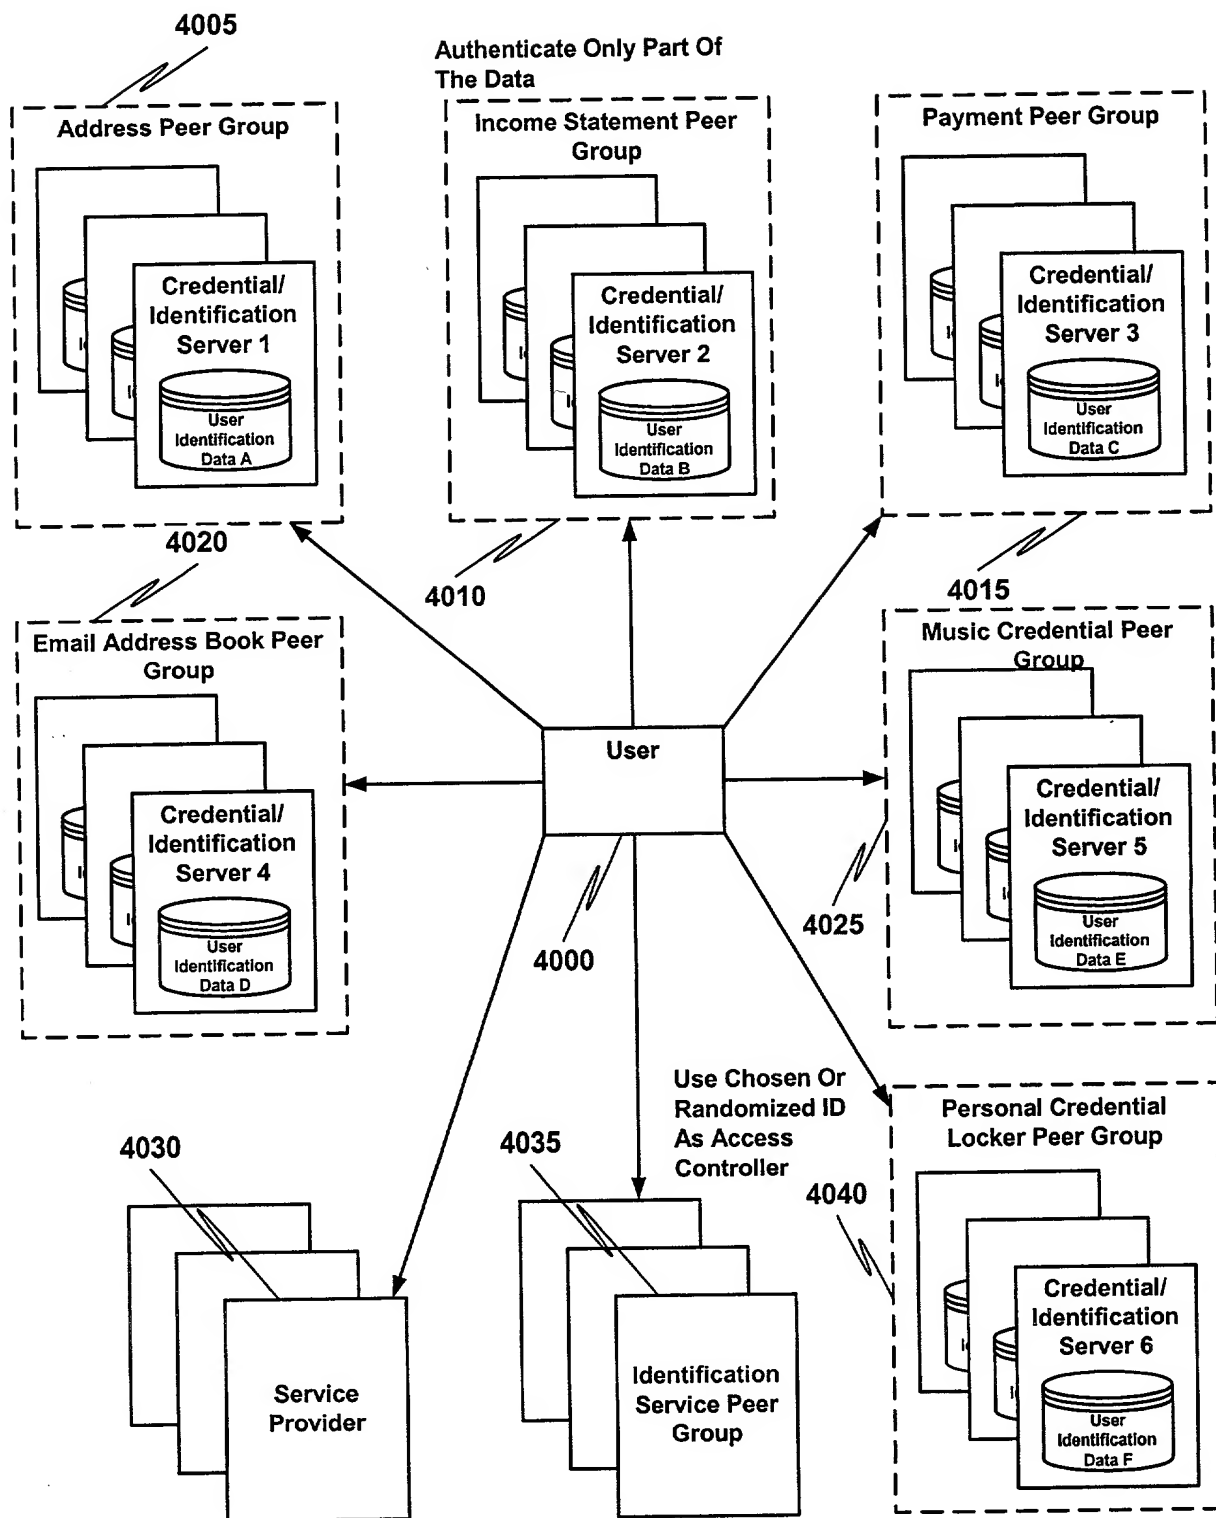 4005
Authenticate Only Part Of
The Data
Address Peer Group
Credential/
Identification
Server 1
User
Identification
Data A
Income Statement Peer
Group
Credential/
Identification
Server 2
User
Identification
Data B
Payment Peer Group
Credential/
Identification
Server 3
User
Identification
Data C
4020
4010
4015
Email Address Book Peer
Group
Credential/
Identification
Server 4
User
Identification
Data D
User
4000
Music Credential Peer
Group
Credential/
Identification
Server 5
User
Identification
Data E
4025
Use Chosen Or
Randomized ID
As Access
Controller
4030
Service
Provider
4035
Identification
Service Peer
Group
4040
Personal Credential
Locker Peer Group
Credential/
Identification
Server 6
User
Identification
Data F